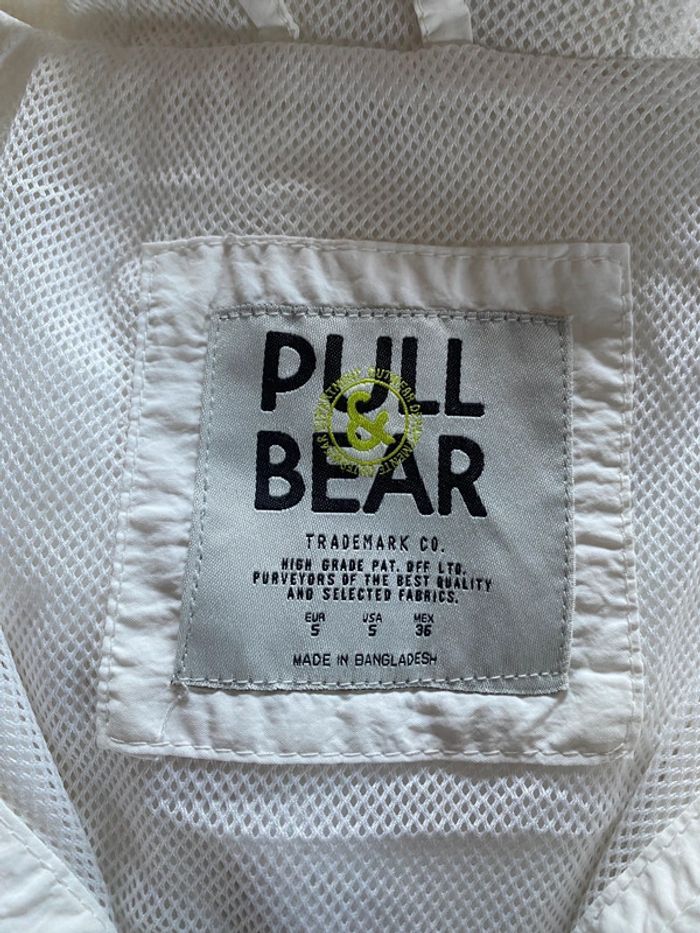 PULL
&
BEAR
TRADEMARK CO.
HIGH GRADE PAT. OFF LTD.
PURVEYORS OF THE BEST QUALITY
AND SELECTED FABRICS.
EUR USA MEX
S S 36
MADE IN BANGLADESH